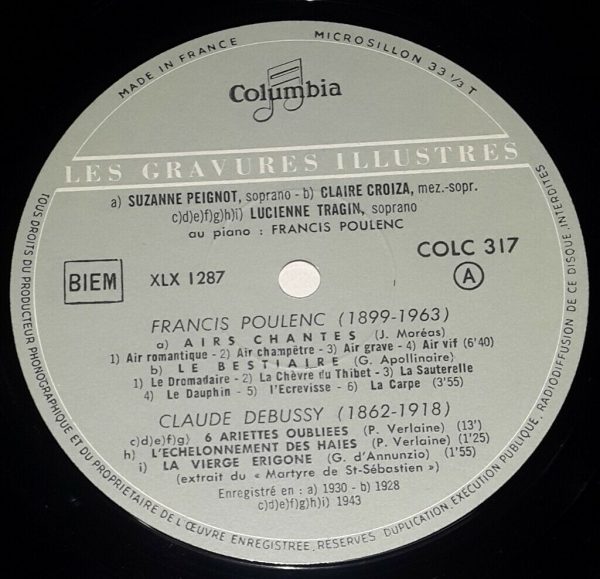 MADE IN FRANCE
MICROSILLON 33 1/3 T
Columbia
LES GRAVURES ILLUSTRES
a) SUZANNE PEIGNOT, soprano - b) CLAIRE CROIZA, mez.-sopr.
c)d)e)f)g)h)i) LUCIENNE TRAGIN, soprano
au piano : FRANCIS POULENC
COLC 317
BIEM
XLX 1287
A
FRANCIS POULENC (1899-1963)
a) AIRS CHANTES (J. Moréas)
1) Air romantique - 2) Air champêtre - 3) Air grave - 4) Air vif (6'40)
b) LE BESTIAIRE (G. Apollinaire)
1) Le Dromadaire - 2) La Chèvre du Thibet - 3) La Sauterelle
4) Le Dauphin - 5) l'Ecrevisse - 6) La Carpe (3'55)
CLAUDE DEBUSSY (1862-1918)
c)d)e)f)g) 6 ARIETTES OUBLIEES (P. Verlaine) (13')
h) L'ECHELONNEMENT DES HAIES (P. Verlaine) (1'25)
i) LA VIERGE ERIGONE (G. d'Annunzio) (1'55)
(extrait du « Martyre de St-Sébastien »)
Enregistré en : a) 1930 - b) 1928
c)d)e)f)g)h)i) 1943
TOUS DROITS DU PRODUCTEUR PHONOGRAPHIQUE ET DU PROPRIETAIRE DE L'ŒUVRE ENREGISTREE, RESERVES. DUPLICATION, EXECUTION PUBLIQUE, RADIODIFFUSION DE CE DISQUE, INTERDITES